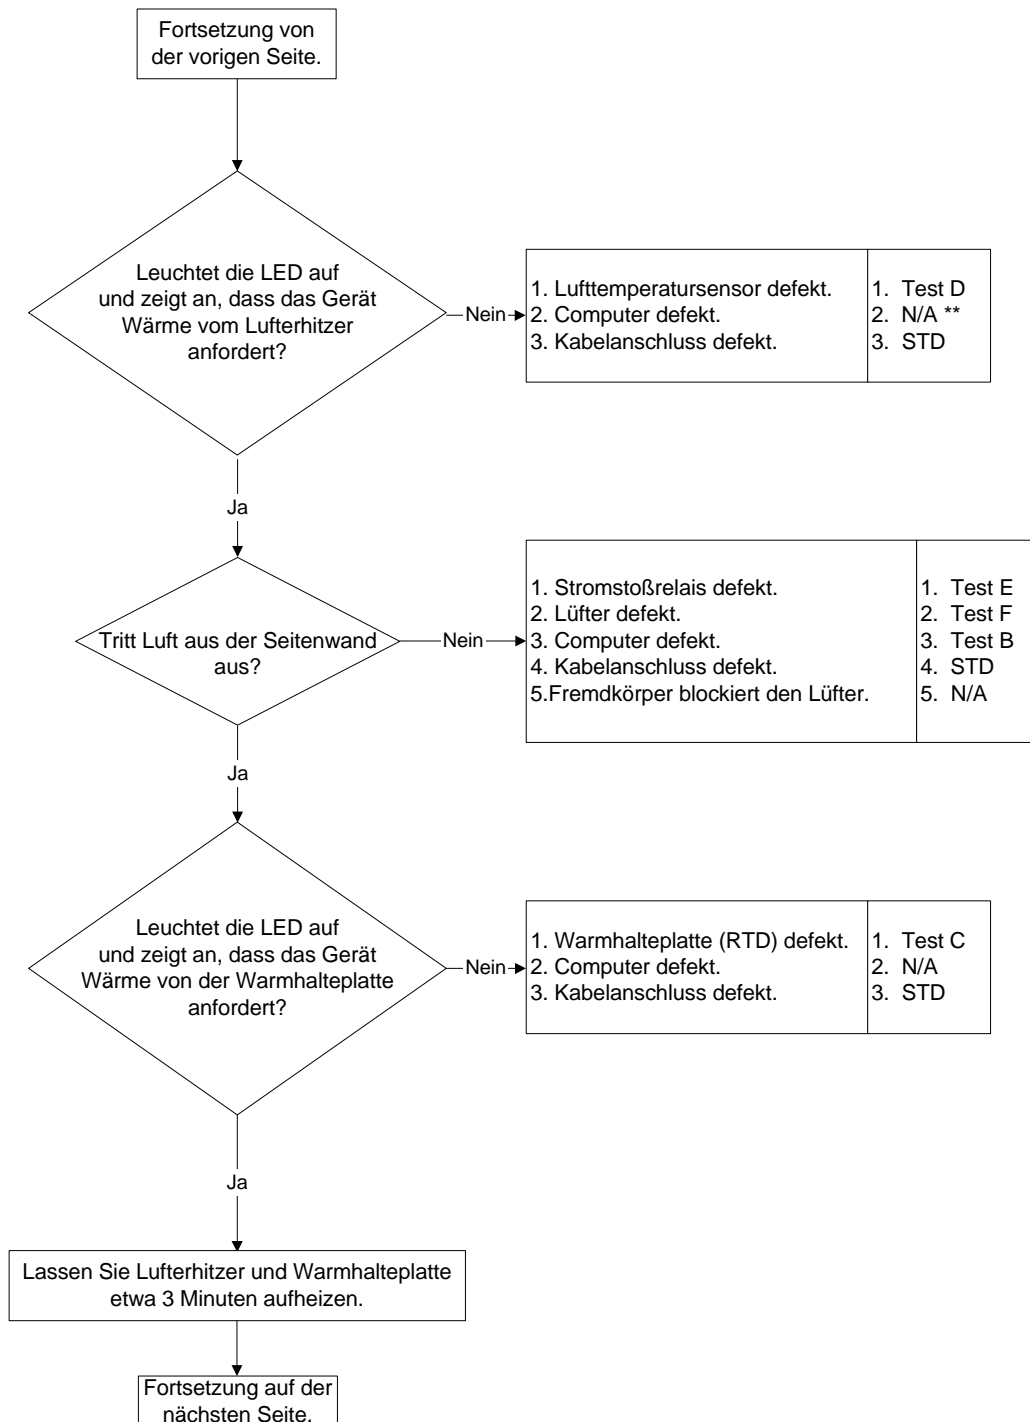 Fortsetzung von
der vorigen Seite.
Leuchtet die LED auf
und zeigt an, dass das Gerät
Wärme vom Lufterhitzer
anfordert?
Nein
1. Lufttemperatursensor defekt.
2. Computer defekt.
3. Kabelanschluss defekt.
1. Test D
2. N/A **
3. STD
Ja
Tritt Luft aus der Seitenwand
aus?
Nein
1. Stromstoßrelais defekt.
2. Lüfter defekt.
3. Computer defekt.
4. Kabelanschluss defekt.
5.Fremdkörper blockiert den Lüfter.
1. Test E
2. Test F
3. Test B
4. STD
5. N/A
Ja
Leuchtet die LED auf
und zeigt an, dass das Gerät
Wärme von der Warmhalteplatte
anfordert?
Nein
1. Warmhalteplatte (RTD) defekt.
2. Computer defekt.
3. Kabelanschluss defekt.
1. Test C
2. N/A
3. STD
Ja
Lassen Sie Lufterhitzer und Warmhalteplatte
etwa 3 Minuten aufheizen.
Fortsetzung auf der
nächsten Seite.